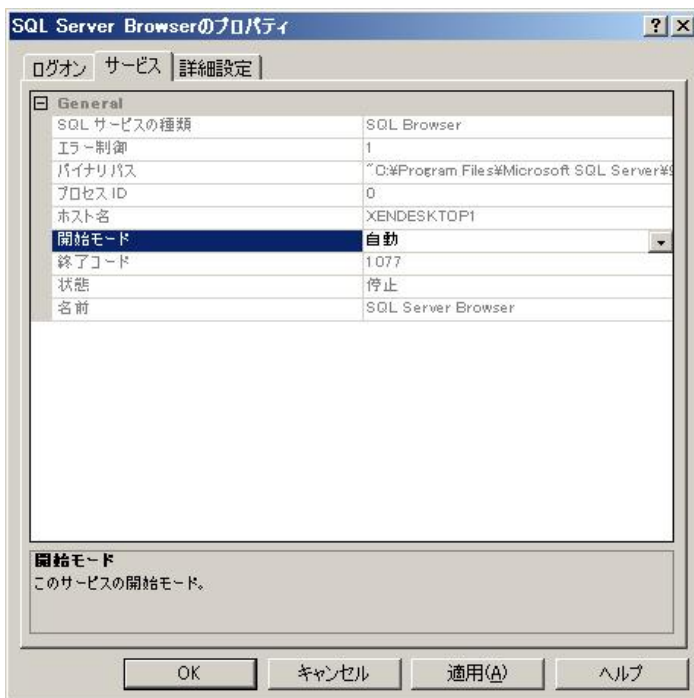 SQL Server Browserのプロパティ
ログオン サービス 詳細設定
General
SQL サービスの種類 SQL Browser
エラー制御 1
バイナリ パス "C:¥Program Files¥Microsoft SQL Server¥9
プロセス ID 0
ホスト名 XENDESKTOP1
開始モード 自動
終了コード 1077
状態 停止
名前 SQL Server Browser
開始モード
このサービスの開始モード。
OK キャンセル 適用(A) ヘルプ